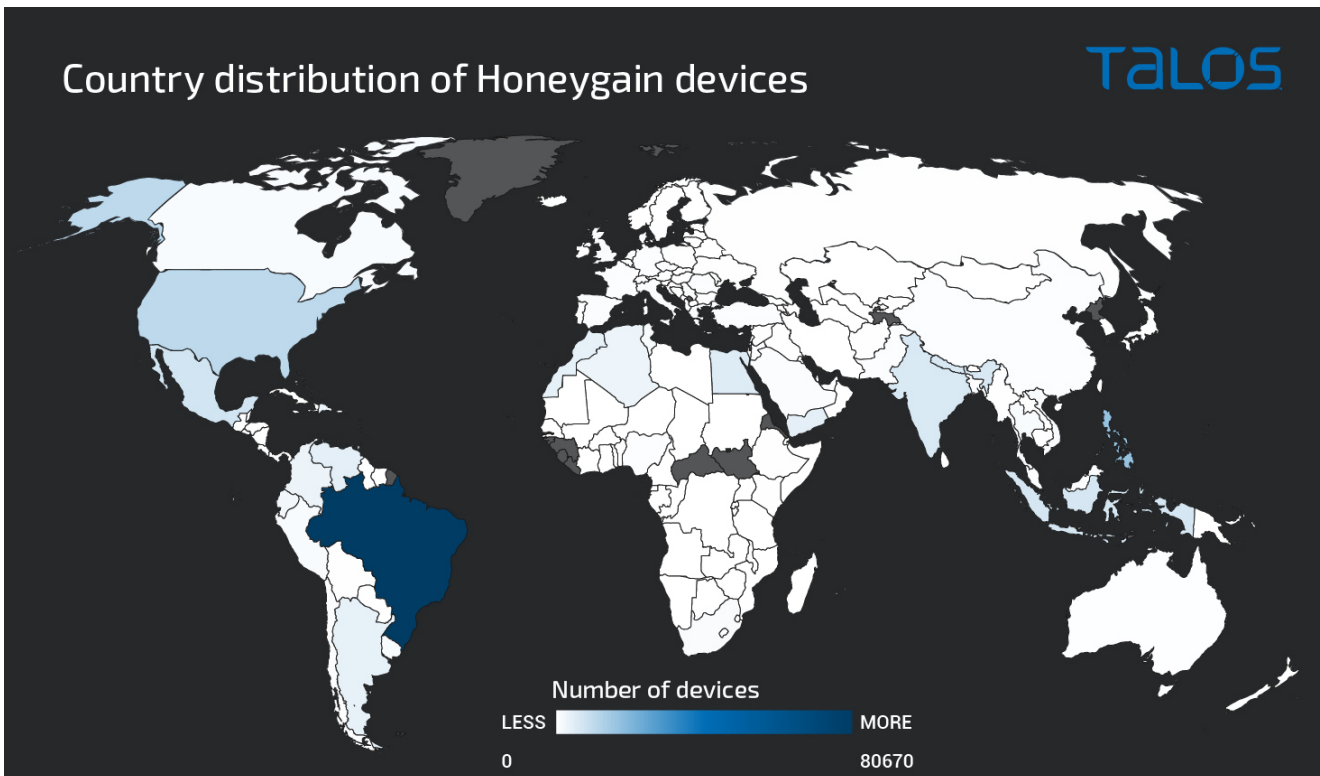 Country distribution of Honeygain devices
TALOS
Number of devices
LESS MORE
0 80670